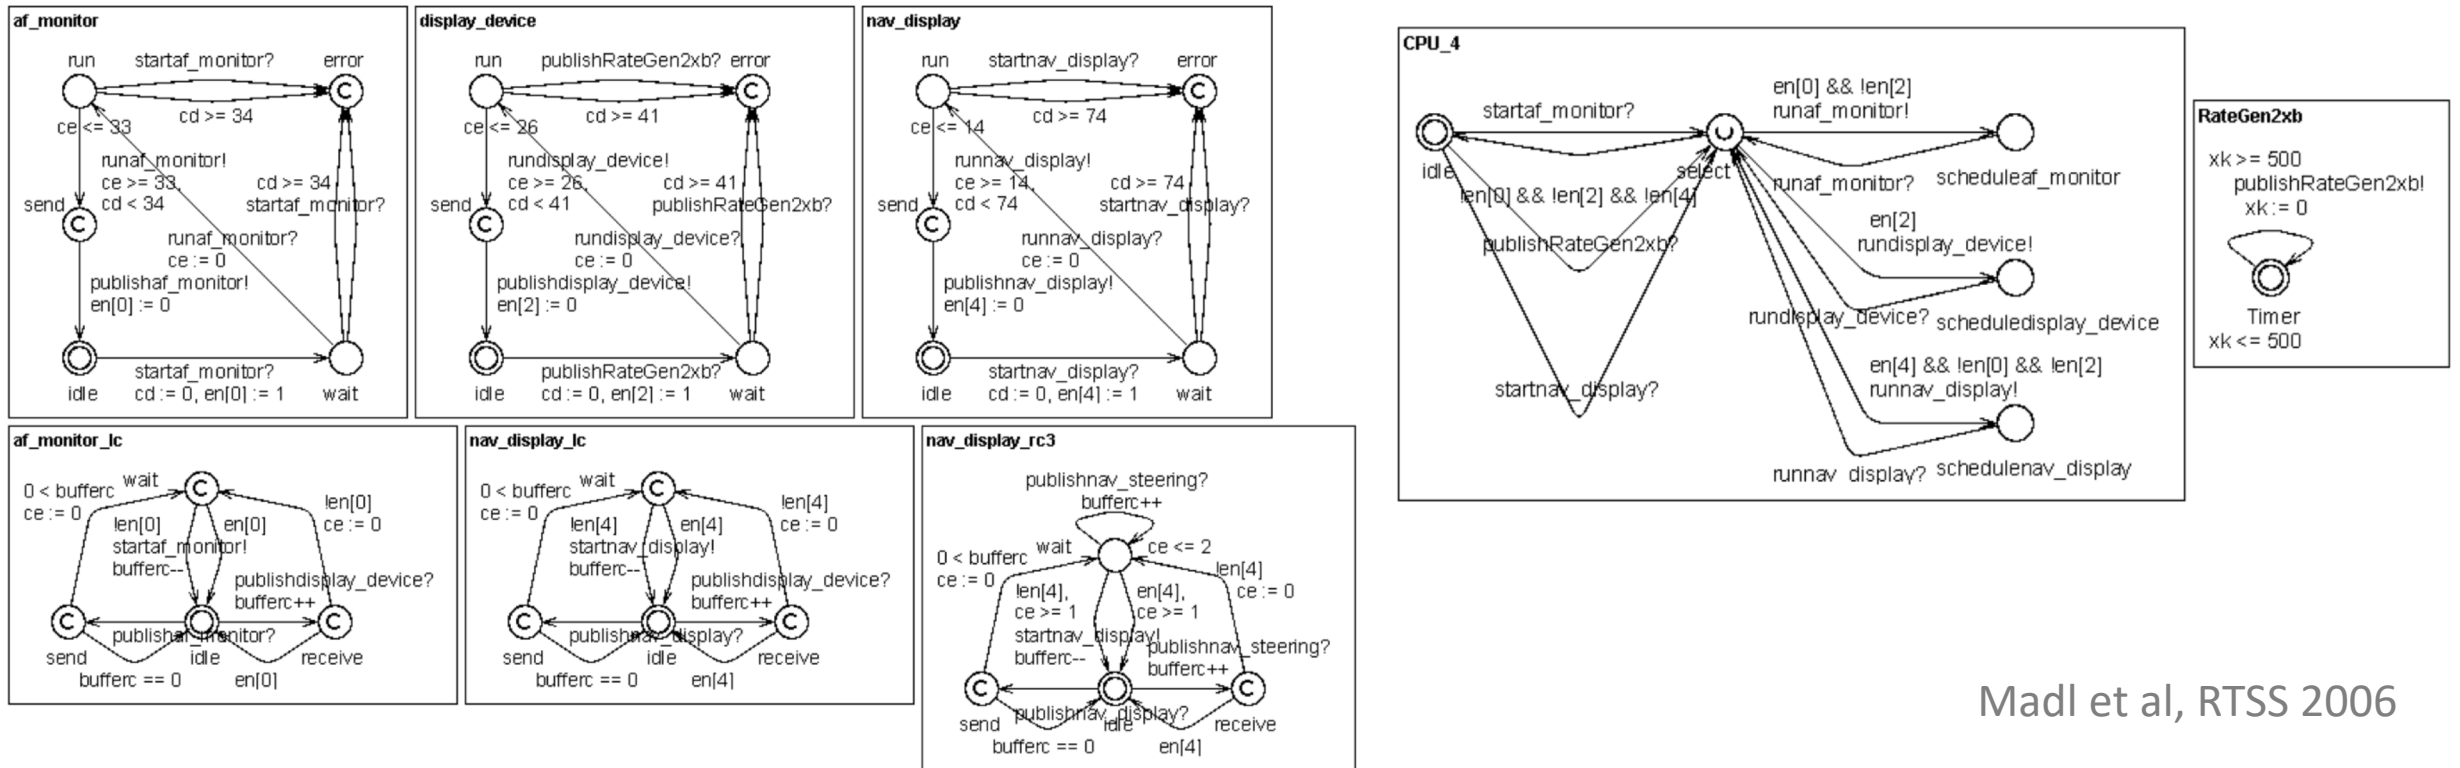 af_monitor
run
startaf_monitor?
error
C
cd >= 34
ce <= 33
runaf_monitor!
ce >= 33,
cd < 34
cd >= 34
startaf_monitor?
send
C
runaf_monitor?
ce := 0
publishaf_monitor!
en[0] := 0
idle
startaf_monitor?
cd := 0, en[0] := 1
wait
display_device
run
publishRateGen2xb?
error
C
cd >= 41
ce <= 26
rundisplay_device!
ce >= 26,
cd < 41
cd >= 41
publishRateGen2xb?
send
C
rundisplay_device?
ce := 0
publishdisplay_device!
en[2] := 0
idle
publishRateGen2xb?
cd := 0, en[2] := 1
wait
nav_display
run
startnav_display?
error
C
cd >= 74
ce <= 14
runnav_display!
ce >= 14,
cd < 74
cd >= 74
startnav_display?
send
C
runnav_display?
ce := 0
publishnav_display!
en[4] := 0
idle
startnav_display?
cd := 0, en[4] := 1
wait
CPU_4
startaf_monitor?
en[0] && !en[2]
runaf_monitor!
U
idle
select
runaf_monitor?
scheduleaf_monitor
!en[0] && !en[2] && !en[4]
publishRateGen2xb?
en[2]
rundisplay_device!
rundisplay_device?
scheduledisplay_device
startnav_display?
en[4] && !en[0] && !en[2]
runnav_display!
runnav_display?
schedulenav_display
RateGen2xb
xk >= 500
publishRateGen2xb!
xk := 0
Timer
xk <= 500
af_monitor_lc
wait
C
0 < bufferc
ce := 0
!en[0]
startaf_monitor!
bufferc--
en[0]
!en[0]
ce := 0
publishdisplay_device?
bufferc++
C
C
publishaf_monitor?
send
idle
receive
bufferc == 0
en[0]
nav_display_lc
wait
C
0 < bufferc
ce := 0
!en[4]
startnav_display!
bufferc--
en[4]
!en[4]
ce := 0
publishdisplay_device?
bufferc++
C
C
publishnav_display?
send
idle
receive
bufferc == 0
en[4]
nav_display_rc3
publishnav_steering?
bufferc++
wait
ce <= 2
0 < bufferc
ce := 0
!en[4],
ce >= 1
startnav_display!
bufferc--
en[4],
ce >= 1
!en[4]
ce := 0
publishnav_steering?
bufferc++
C
C
publishnav_display?
send
idle
receive
bufferc == 0
en[4]
Madl et al, RTSS 2006